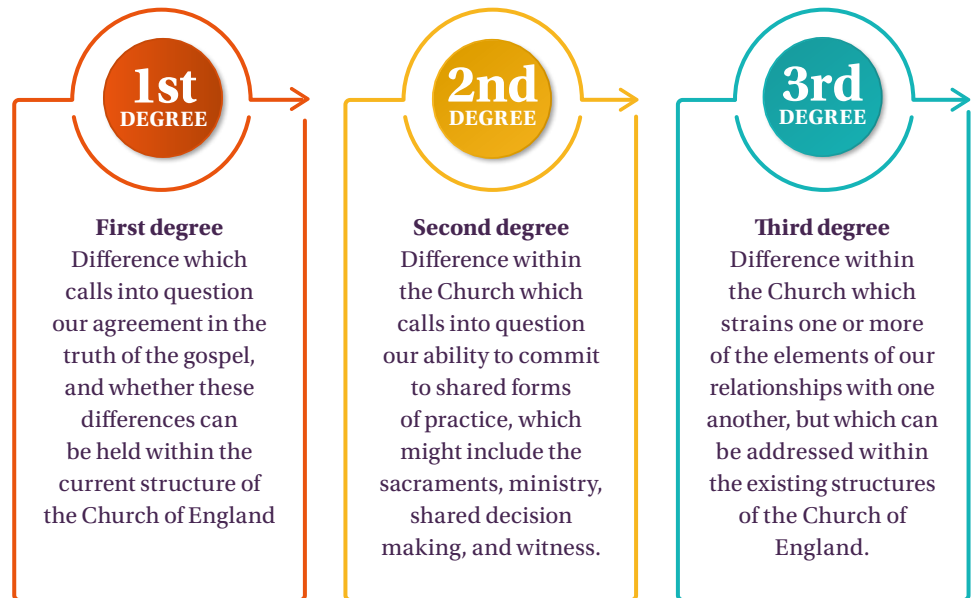 1st
DEGREE
First degree
Difference which
calls into question
our agreement in the
truth of the gospel,
and whether these
differences can
be held within the
current structure of
the Church of England
2nd
DEGREE
Second degree
Difference within
the Church which
calls into question
our ability to commit
to shared forms
of practice, which
might include the
sacraments, ministry,
shared decision
making, and witness.
3rd
DEGREE
Third degree
Difference within
the Church which
strains one or more
of the elements of our
relationships with one
another, but which can
be addressed within
the existing structures
of the Church of
England.